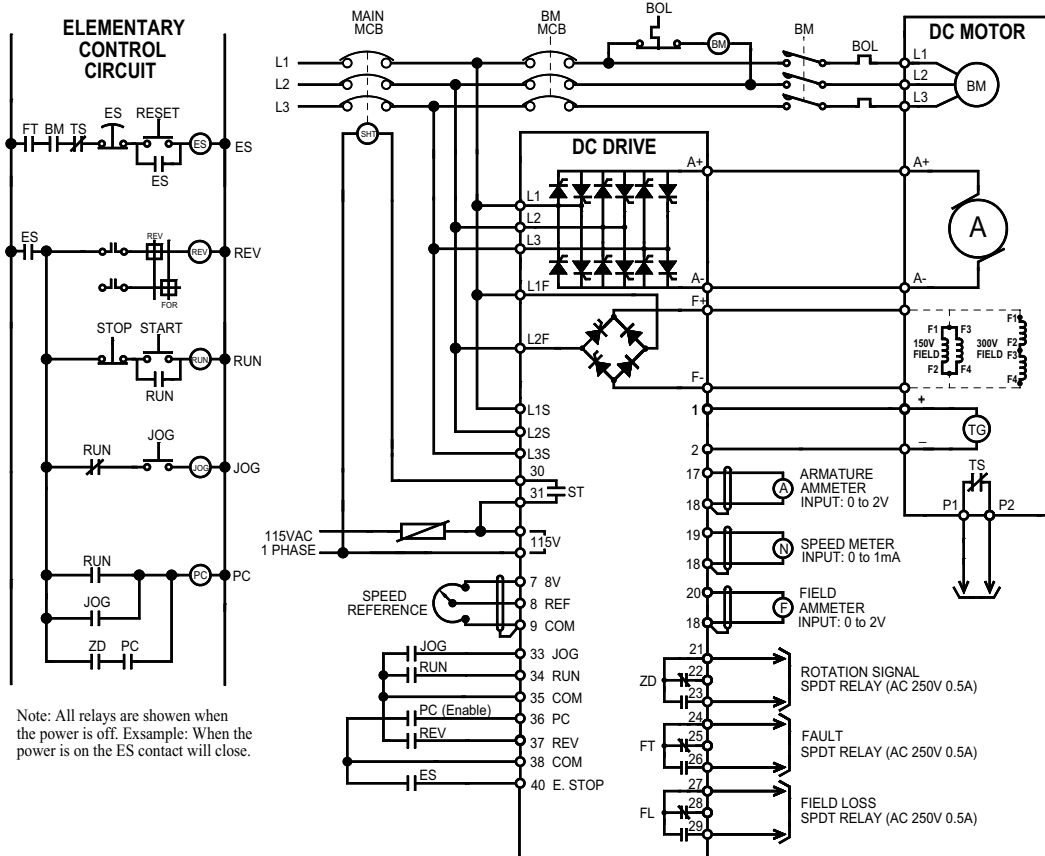 ELEMENTARY
CONTROL
CIRCUIT
MAIN
MCB
BM
MCB
BOL
BM
BM
BOL
DC MOTOR
L1
L2
L3
L1
L2
L3
BM
SHT
FT BM TS ES RESET
ES
ES
ES
ES
REV
REV
REV
FOR
STOP START
RUN
RUN
RUN
RUN
JOG
JOG
JOG
RUN
PC
PC
JOG
ZD PC
Note: All relays are showen when
the power is off. Exsample: When the
power is on the ES contact will close.
DC DRIVE
L1
L2
L3
L1F
L2F
L1S
L2S
L3S
30
31 ST
115VAC
1 PHASE
115V
SPEED
REFERENCE
7 8V
8 REF
9 COM
JOG
33 JOG
RUN
34 RUN
35 COM
PC (Enable)
36 PC
REV
37 REV
38 COM
ES
40 E. STOP
A+
A-
F+
F-
1
2
A+
A
A-
F1 F3
150V
FIELD
F2 F4
300V
FIELD
F1
F2
F3
F4
+
TG
–
TS
P1 P2
17
18
A
ARMATURE
AMMETER
INPUT: 0 to 2V
19
18
N
SPEED METER
INPUT: 0 to 1mA
20
18
F
FIELD
AMMETER
INPUT: 0 to 2V
21
ZD 22
23
ROTATION SIGNAL
SPDT RELAY (AC 250V 0.5A)
24
FT 25
26
FAULT
SPDT RELAY (AC 250V 0.5A)
27
FL 28
29
FIELD LOSS
SPDT RELAY (AC 250V 0.5A)